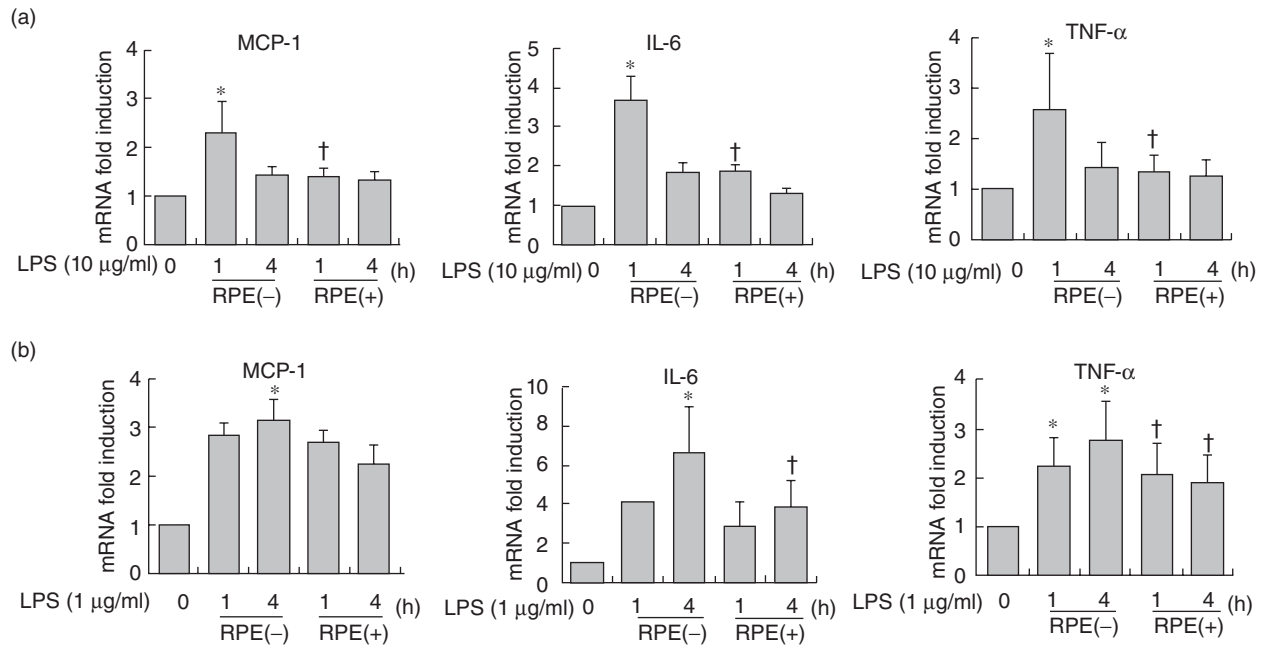 (a)
MCP-1
mRNA fold induction
4
3
2
1
0
*
†
LPS (10 μg/ml) 0 1 4 1 4 (h)
RPE(−) RPE(+)
IL-6
mRNA fold induction
5
4
3
2
1
0
*
†
LPS (10 μg/ml) 0 1 4 1 4 (h)
RPE(−) RPE(+)
TNF-α
mRNA fold induction
4
3
2
1
0
*
†
LPS (10 μg/ml) 0 1 4 1 4 (h)
RPE(−) RPE(+)
(b)
MCP-1
mRNA fold induction
4
3
2
1
0
*
LPS (1 μg/ml) 0 1 4 1 4 (h)
RPE(−) RPE(+)
IL-6
mRNA fold induction
10
8
6
4
2
0
*
†
LPS (1 μg/ml) 0 1 4 1 4 (h)
RPE(−) RPE(+)
TNF-α
mRNA fold induction
4
3
2
1
0
* * † †
LPS (1 μg/ml) 0 1 4 1 4 (h)
RPE(−) RPE(+)